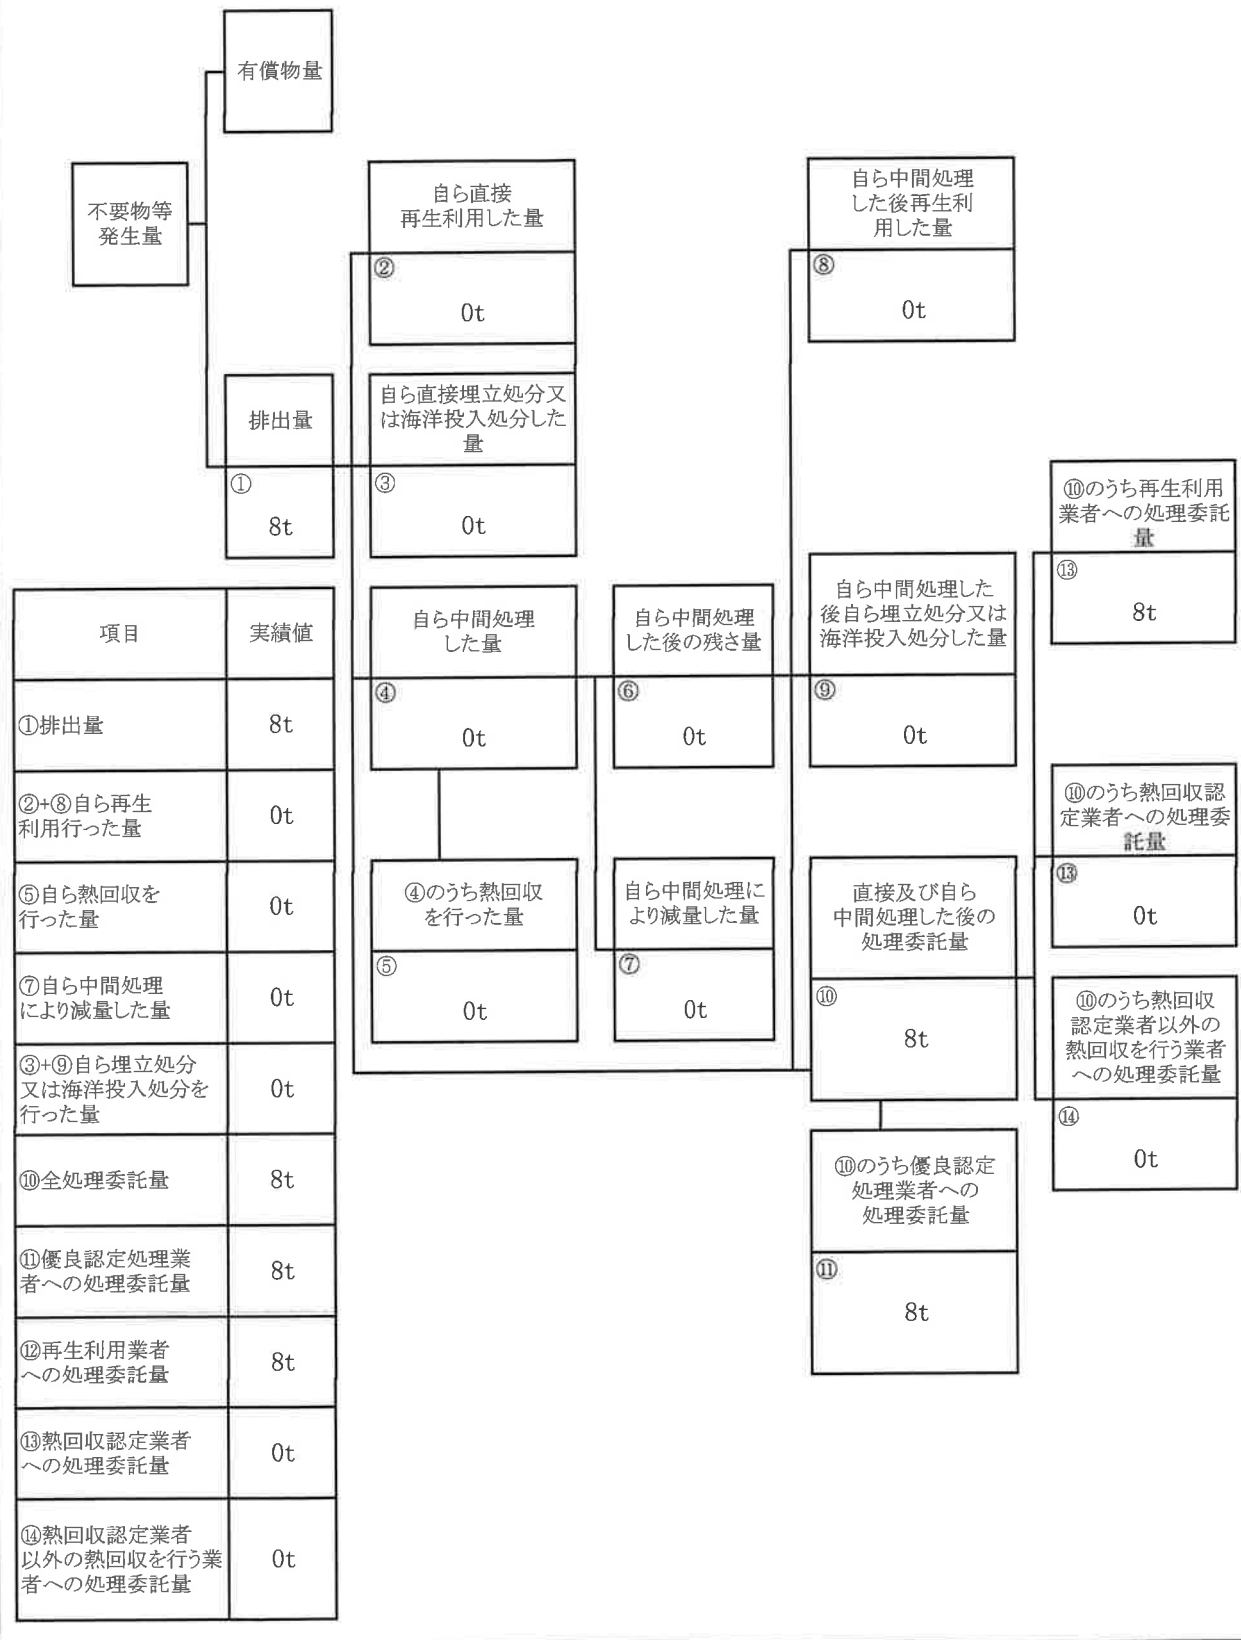 有償物量
不要物等
発生量
自ら直接
再生利用した量
②
0t
自ら中間処理
した後再生利
用した量
⑧
0t
排出量
①
8t
自ら直接埋立処分又
は海洋投入処分した
量
③
0t
⑩のうち再生利用
業者への処理委託
量
⑬
8t
自ら中間処理
した量
④
0t
自ら中間処理
した後の残さ量
⑥
0t
自ら中間処理した
後自ら埋立処分又は
海洋投入処分した量
⑨
0t
⑩のうち熱回収認
定業者への処理委
託量
⑬
0t
④のうち熱回収
を行った量
⑤
0t
自ら中間処理に
より減量した量
⑦
0t
直接及び自ら
中間処理した後の
処理委託量
⑩
8t
⑩のうち熱回収
認定業者以外の
熱回収を行う業者
への処理委託量
⑭
0t
⑩のうち優良認定
処理業者への
処理委託量
⑪
8t
項目
実績値
①排出量
8t
②+⑧自ら再生
利用行った量
0t
⑤自ら熱回収を
行った量
0t
⑦自ら中間処理
により減量した量
0t
③+⑨自ら埋立処分
又は海洋投入処分を
行った量
0t
⑩全処理委託量
8t
⑪優良認定処理業
者への処理委託量
8t
⑫再生利用業者
への処理委託量
8t
⑬熱回収認定業者
への処理委託量
0t
⑭熱回収認定業者
以外の熱回収を行う業
者への処理委託量
0t